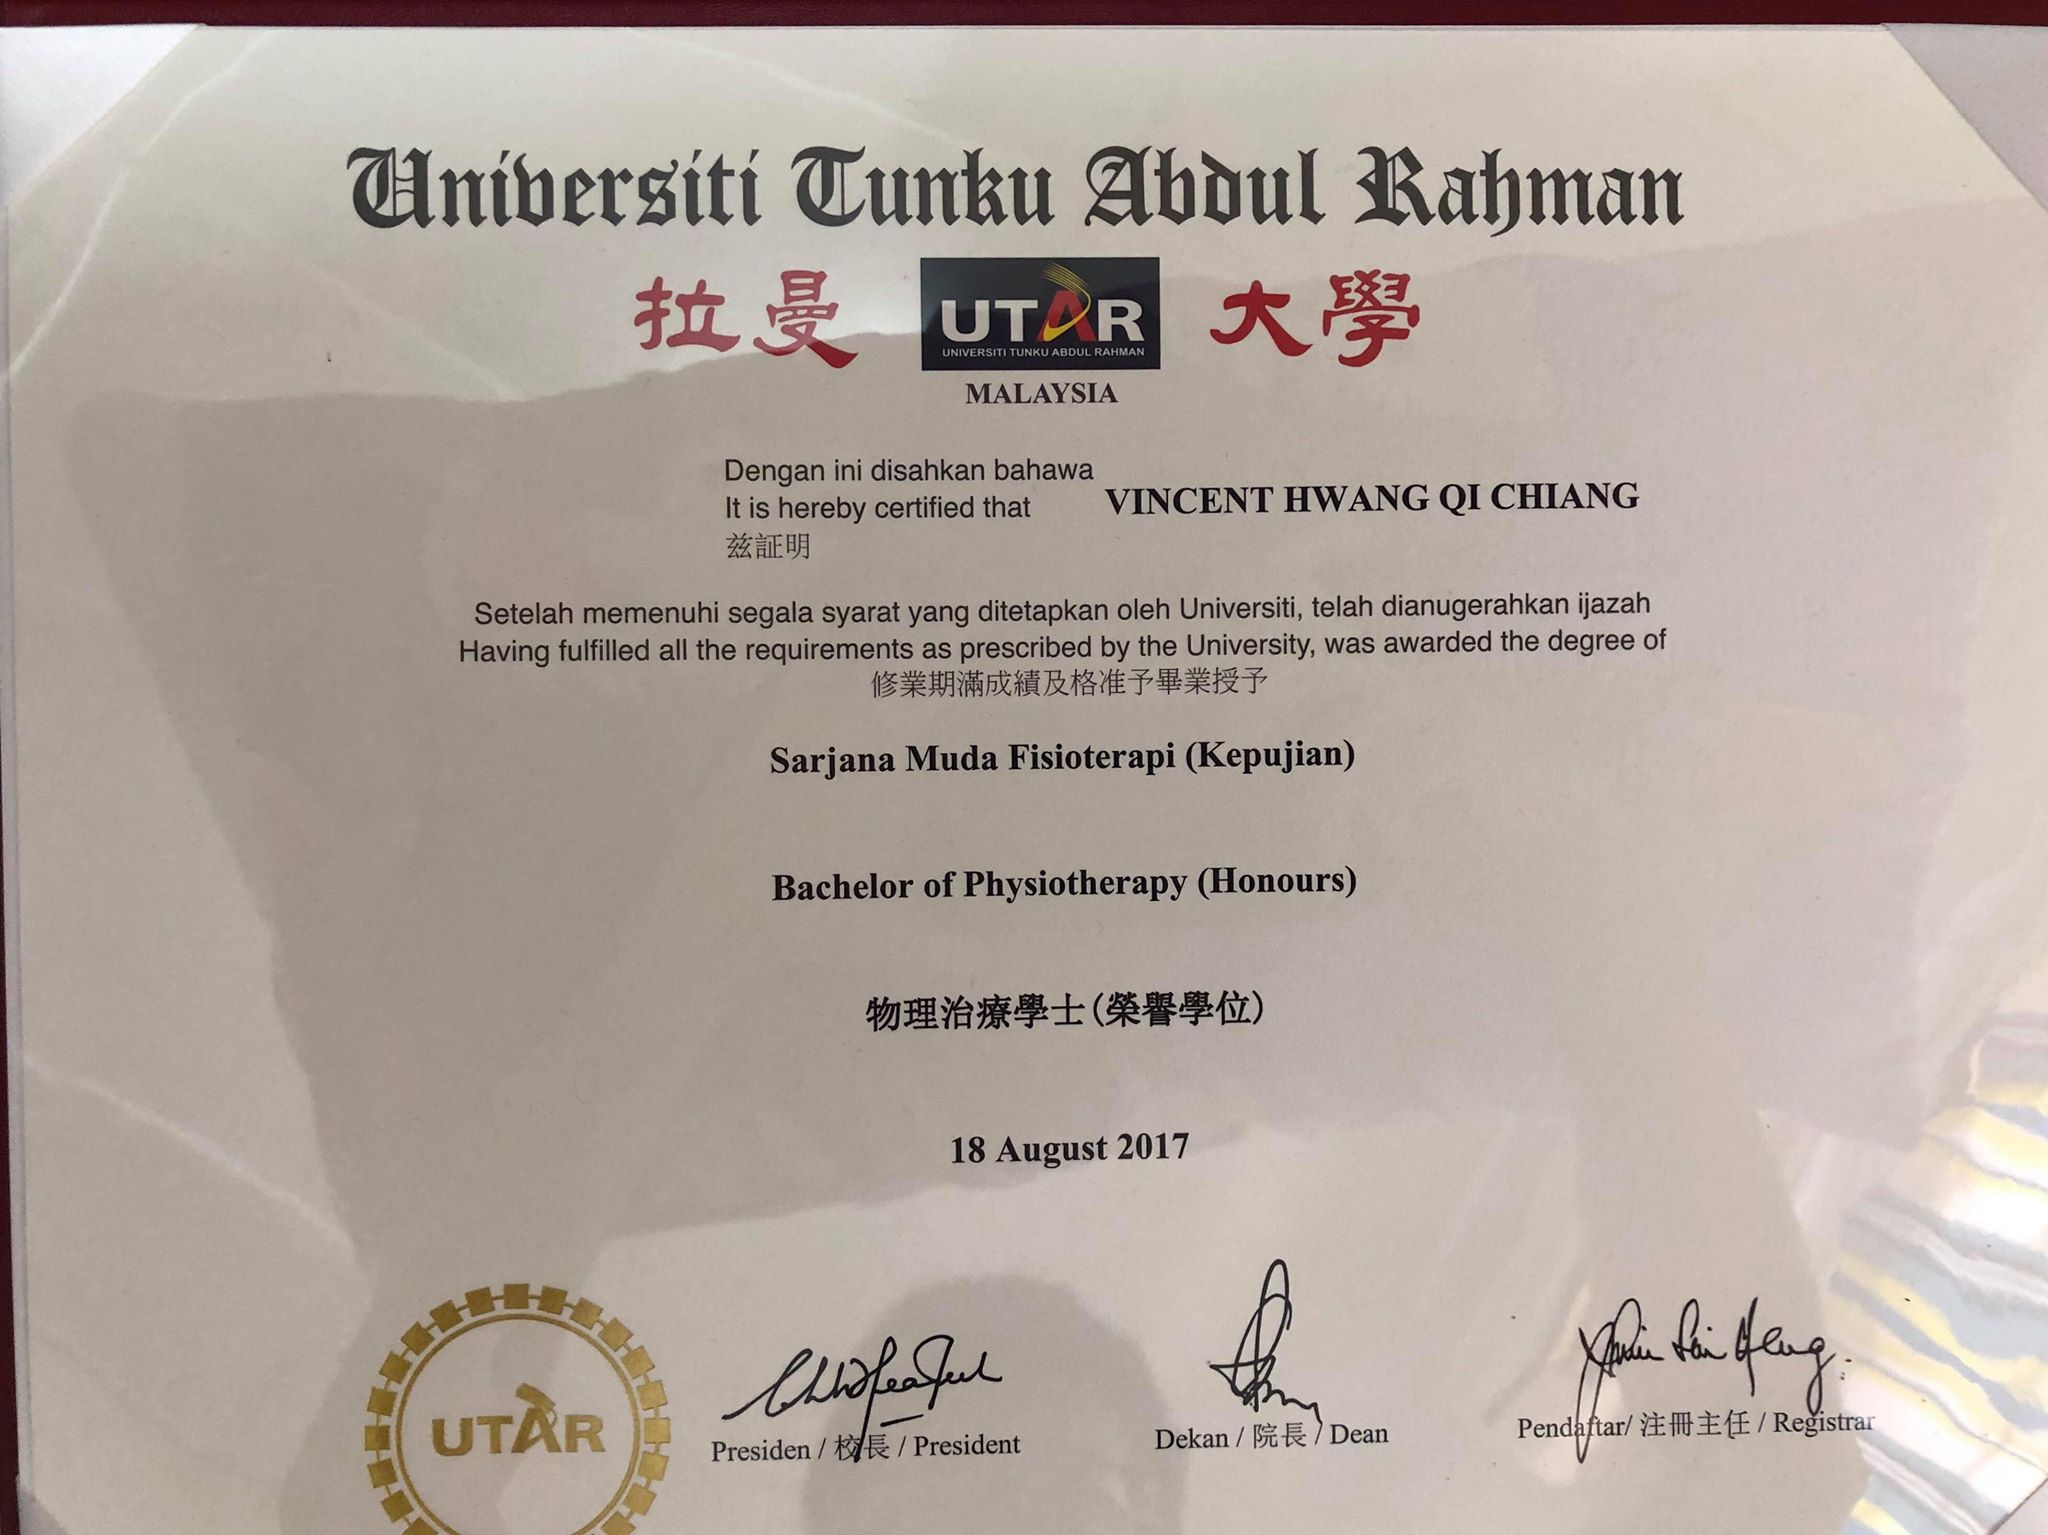 Universiti Tunku Abdul Rahman
拉曼 UTAR 大學
UNIVERSITI TUNKU ABDUL RAHMAN
MALAYSIA
Dengan ini disahkan bahawa
It is hereby certified that VINCENT HWANG QI CHIANG
玆証明
Setelah memenuhi segala syarat yang ditetapkan oleh Universiti, telah dianugerahkan ijazah
Having fulfilled all the requirements as prescribed by the University, was awarded the degree of
修業期滿成績及格准予畢業授予
Sarjana Muda Fisioterapi (Kepujian)
Bachelor of Physiotherapy (Honours)
物理治療學士(榮譽學位)
18 August 2017
UTAR
Presiden / 校長 / President
Dekan / 院長 / Dean
Pendaftar/ 注冊主任 / Registrar